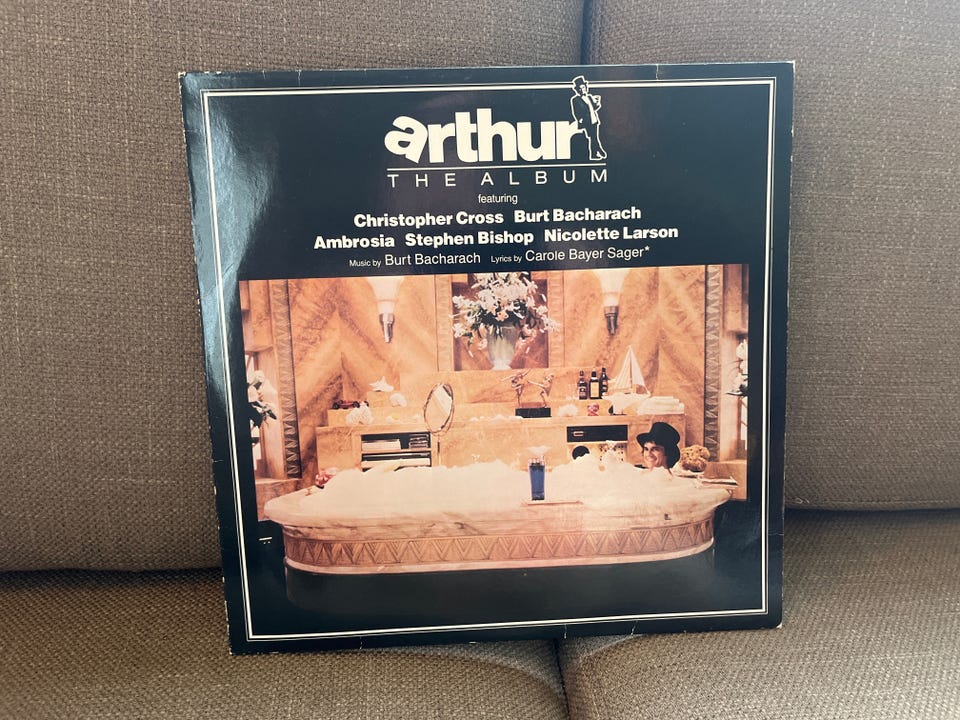 arthur
THE ALBUM
featuring
Christopher Cross Burt Bacharach
Ambrosia Stephen Bishop Nicolette Larson
Music by Burt Bacharach Lyrics by Carole Bayer Sager*